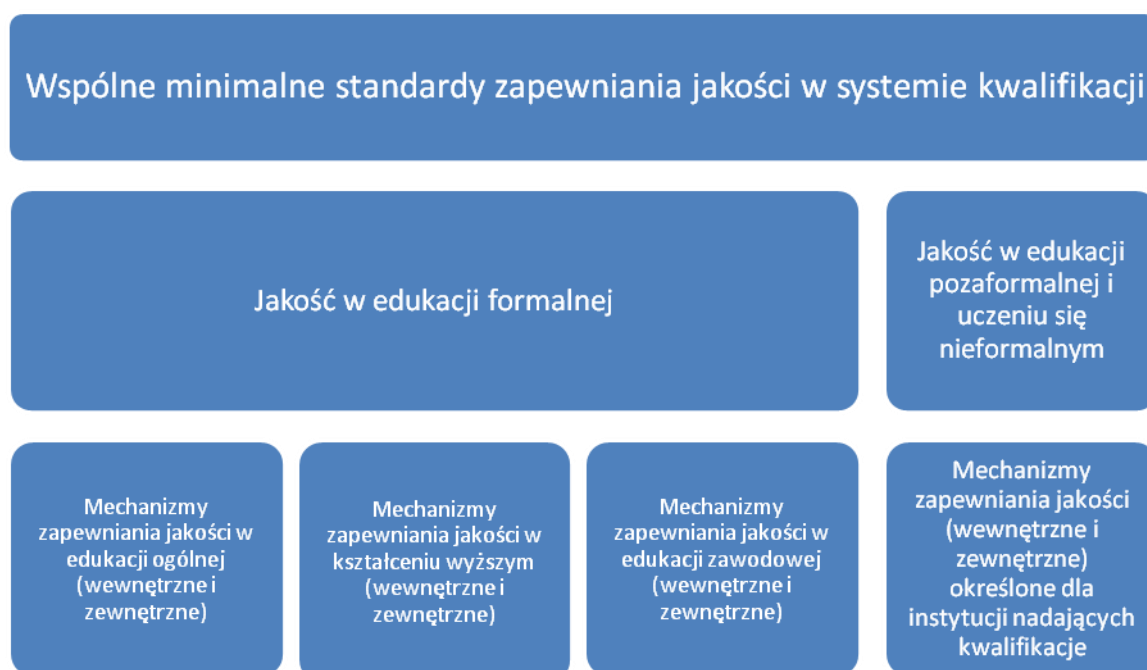 Wspólne minimalne standardy zapewniania jakości w systemie kwalifikacji
Jakość w edukacji formalnej
Jakość w edukacji
pozaformalnej i
uczeniu się
nieformalnym
Mechanizmy
zapewniania jakości w
edukacji ogólnej
(wewnętrzne i
zewnętrzne)
Mechanizmy
zapewniania jakości w
kształceniu wyższym
(wewnętrzne i
zewnętrzne)
Mechanizmy
zapewniania jakości w
edukacji zawodowej
(wewnętrzne i
zewnętrzne)
Mechanizmy
zapewniania jakości
(wewnętrzne i
zewnętrzne)
określone dla
instytucji nadających
kwalifikacje